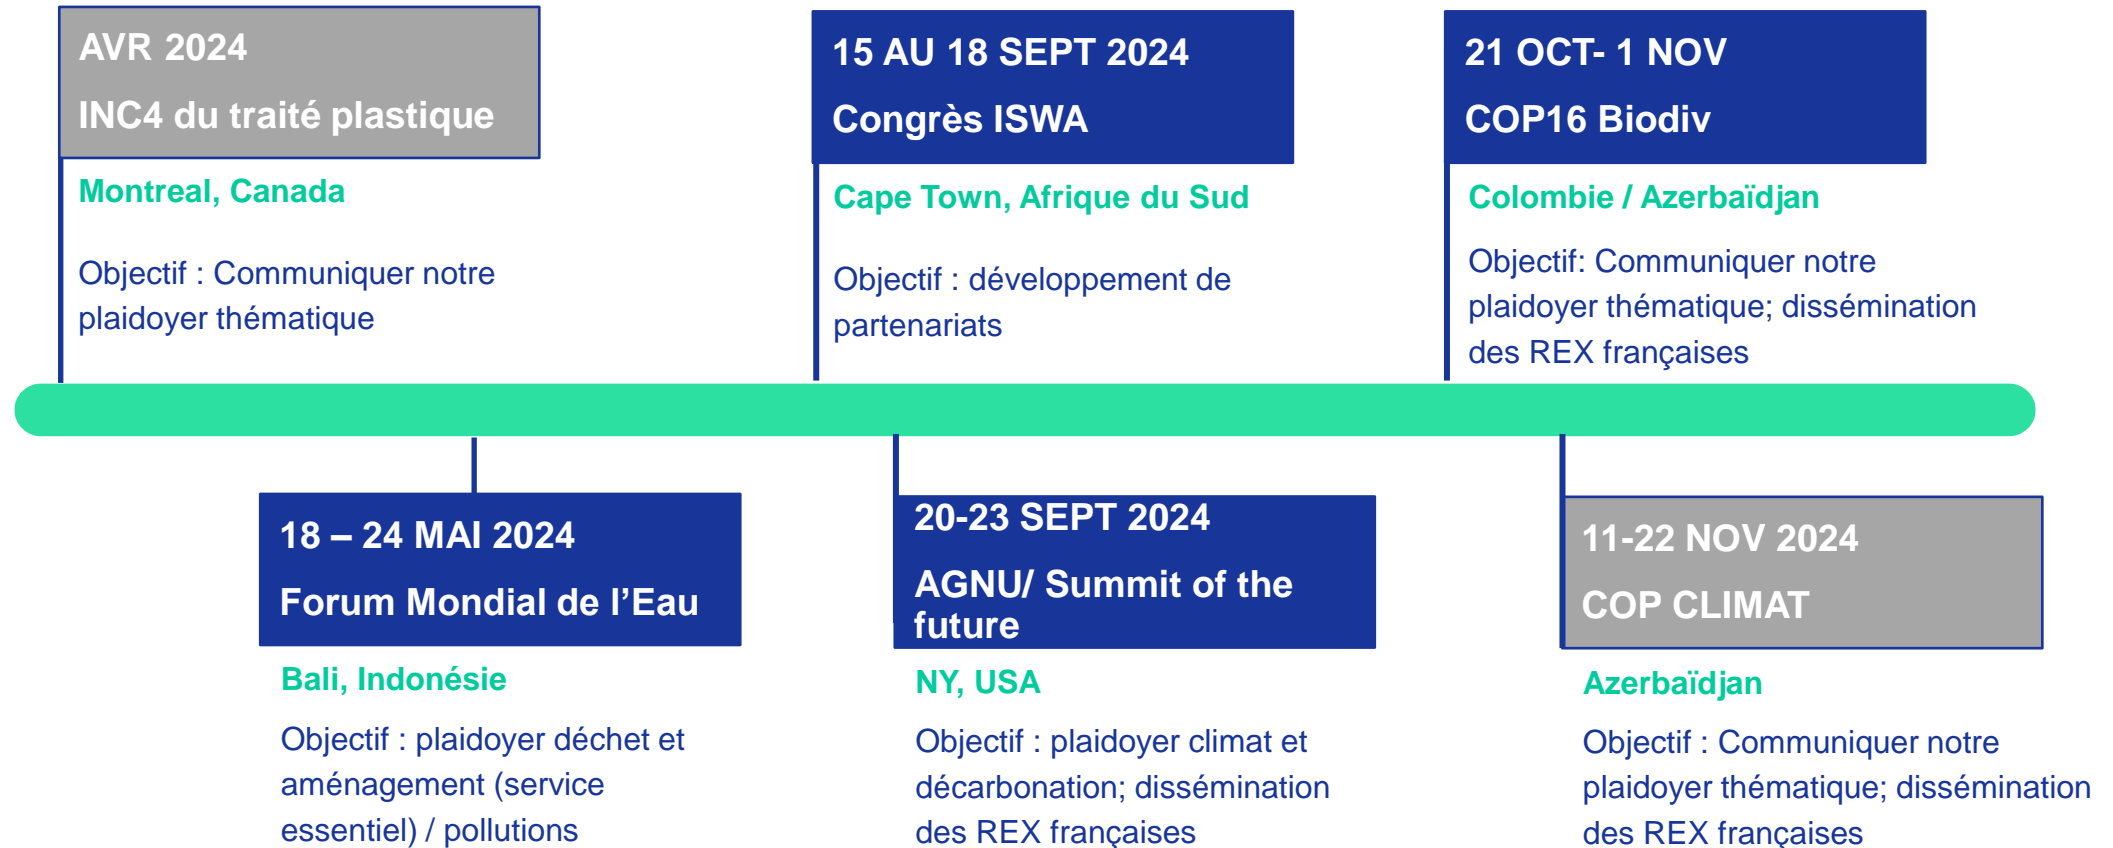 AVR 2024
INC4 du traité plastique
Montreal, Canada
Objectif : Communiquer notre
plaidoyer thématique
15 AU 18 SEPT 2024
Congrès ISWA
Cape Town, Afrique du Sud
Objectif : développement de
partenariats
21 OCT- 1 NOV
COP16 Biodiv
Colombie / Azerbaïdjan
Objectif: Communiquer notre
plaidoyer thématique; dissémination
des REX françaises
18 – 24 MAI 2024
Forum Mondial de l’Eau
Bali, Indonésie
Objectif : plaidoyer déchet et
aménagement (service
essentiel) / pollutions
20-23 SEPT 2024
AGNU/ Summit of the
future
NY, USA
Objectif : plaidoyer climat et
décarbonation; dissémination
des REX françaises
11-22 NOV 2024
COP CLIMAT
Azerbaïdjan
Objectif : Communiquer notre
plaidoyer thématique; dissémination
des REX françaises